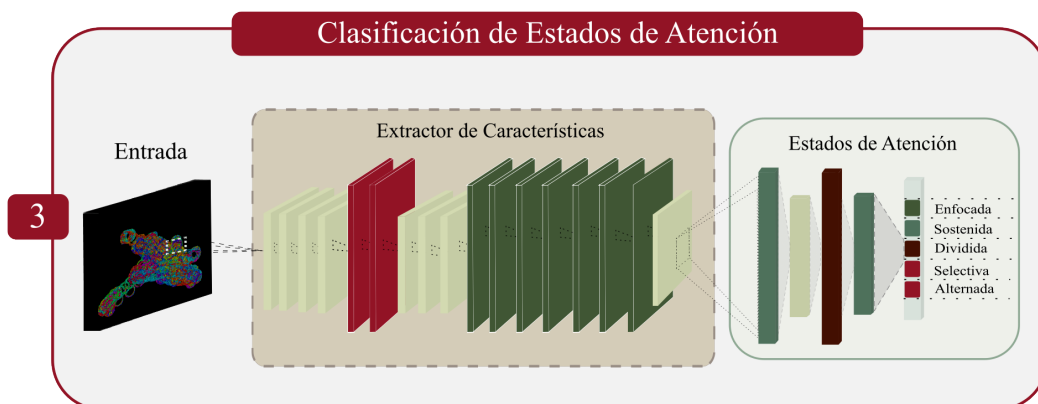 Clasificación de Estados de Atención
3
Entrada
Extractor de Características
Estados de Atención
Enfocada
Sostenida
Dividida
Selectiva
Alternada